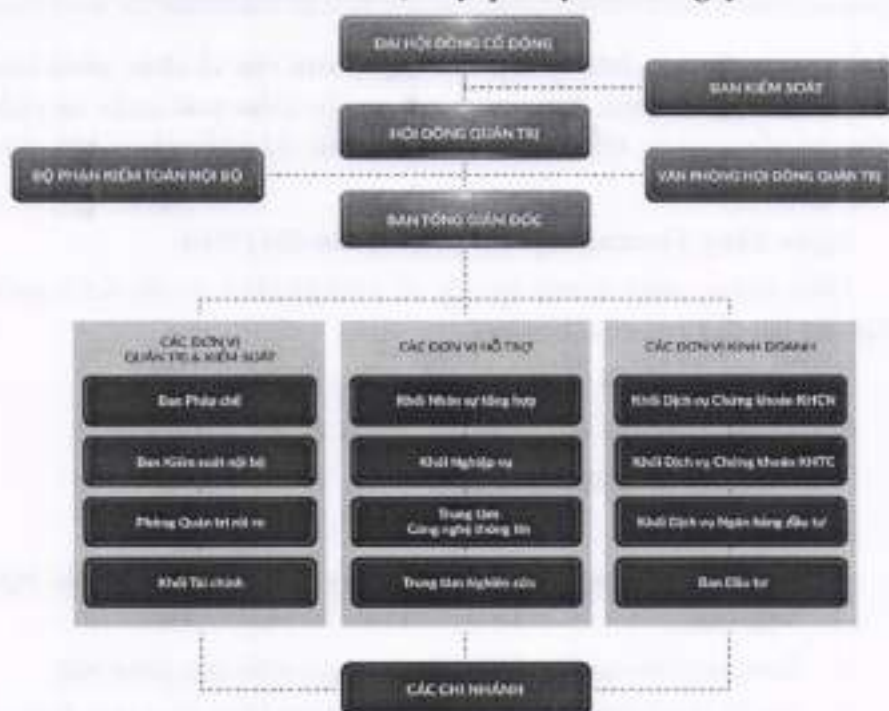 ĐẠI HỘI ĐỒNG CỔ ĐÔNG
BAN KIỂM SOÁT
HỘI ĐỒNG QUẢN TRỊ
BỘ PHẬN KIỂM TOÁN NỘI BỘ
VĂN PHÒNG HỘI ĐỒNG QUẢN TRỊ
BAN TỔNG GIÁM ĐỐC
CÁC ĐƠN VỊ
QUẢN TRỊ & KIỂM SOÁT
Ban Pháp chế
Ban Kiểm soát nội bộ
Phòng Quản trị rủi ro
Khối Tài chính
CÁC ĐƠN VỊ HỖ TRỢ
Khối Nhân sự tổng hợp
Khối Nghiệp vụ
Trung tâm
Công nghệ thông tin
Trung tâm Nghiên cứu
CÁC ĐƠN VỊ KINH DOANH
Khối Dịch vụ Chứng khoán KHCN
Khối Dịch vụ Chứng khoán KHTC
Khối Dịch vụ Ngân hàng đầu tư
Ban Đầu tư
CÁC CHI NHÁNH